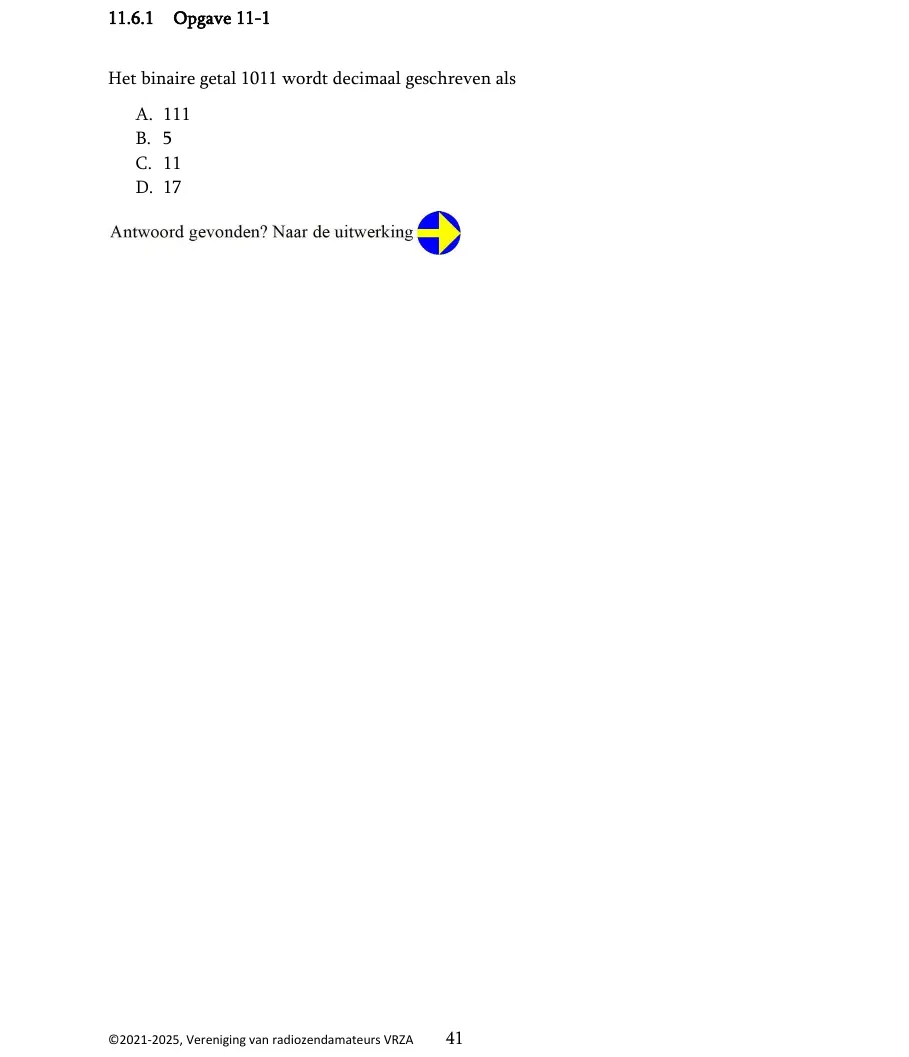 11.6.1 Opgave 11-1
Het binaire getal 1011 wordt decimaal geschreven als
A. 111
B. 5
C. 11
D. 17
Antwoord gevonden? Naar de uitwerking
©2021-2025, Vereniging van radiozendamateurs VRZA 41